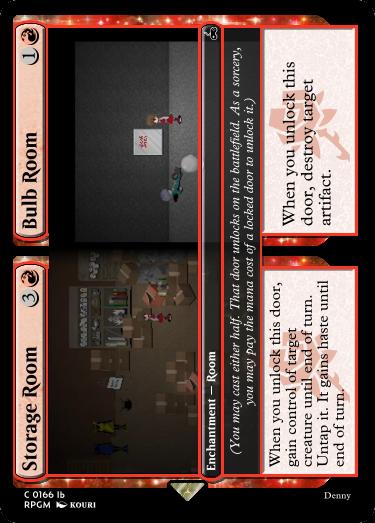 Storage Room 3
When you unlock this door,
gain control of target
creature until end of turn.
Untap it. It gains haste until
end of turn.
Bulb Room 1
When you unlock this
door, destroy target
artifact.
Enchantment — Room
(You may cast either half. That door unlocks on the battlefield. As a sorcery,
you may pay the mana cost of a locked door to unlock it.)
C 0166 Ib
RPGM KOURI
Denny